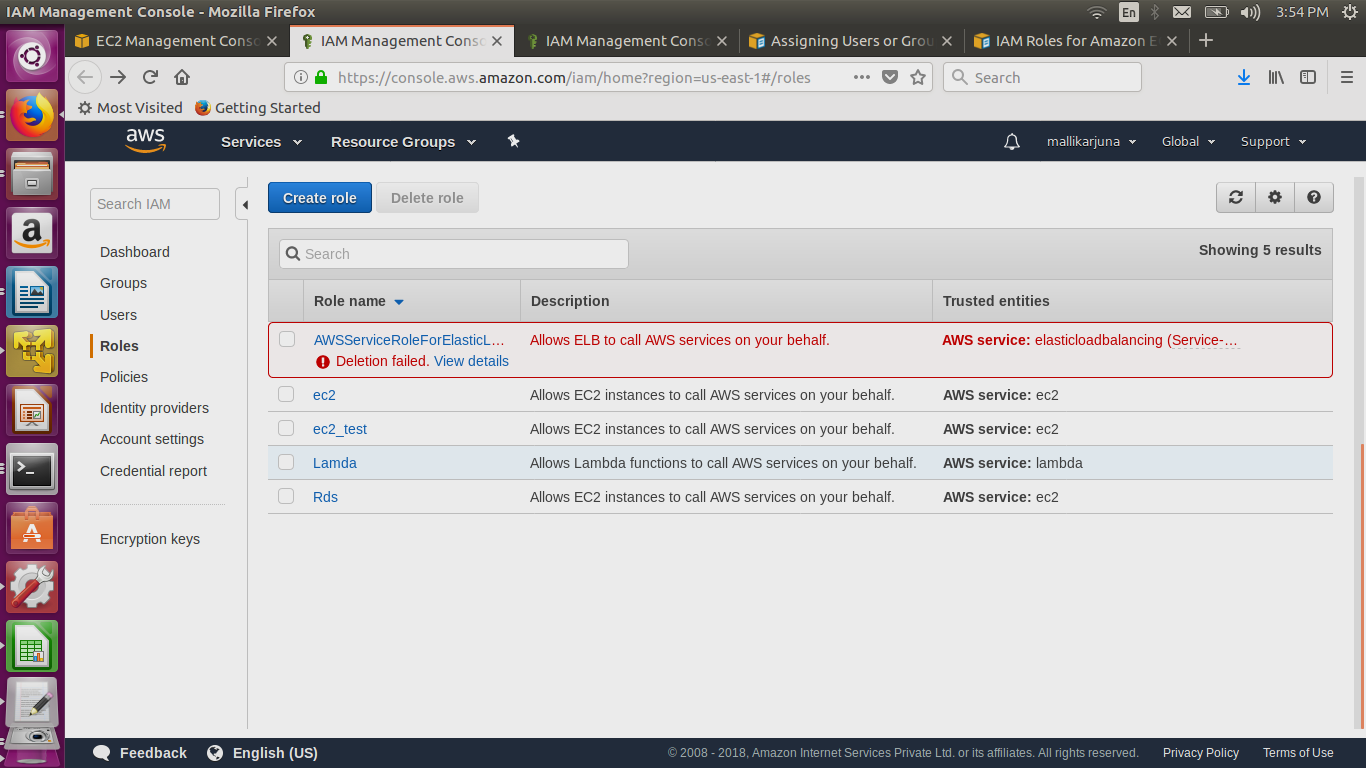 IAM Management Console - Mozilla Firefox
En
3:54 PM
EC2 Management Conso
IAM Management Conso
IAM Management Conso
Assigning Users or Grou
IAM Roles for Amazon E
https://console.aws.amazon.com/iam/home?region=us-east-1#/roles
Search
Most Visited
Getting Started
aws
Services
Resource Groups
mallikarjuna
Global
Support
Search IAM
Dashboard
Groups
Users
Roles
Policies
Identity providers
Account settings
Credential report
Encryption keys
Create role
Delete role
Search
Showing 5 results
Role name Description Trusted entities
AWSServiceRoleForElasticL... Allows ELB to call AWS services on your behalf. AWS service: elasticloadbalancing (Service-...
Deletion failed. View details
ec2 Allows EC2 instances to call AWS services on your behalf. AWS service: ec2
ec2_test Allows EC2 instances to call AWS services on your behalf. AWS service: ec2
Lamda Allows Lambda functions to call AWS services on your behalf. AWS service: lambda
Rds Allows EC2 instances to call AWS services on your behalf. AWS service: ec2
Feedback
English (US)
© 2008 - 2018, Amazon Internet Services Private Ltd. or its affiliates. All rights reserved.
Privacy Policy
Terms of Use